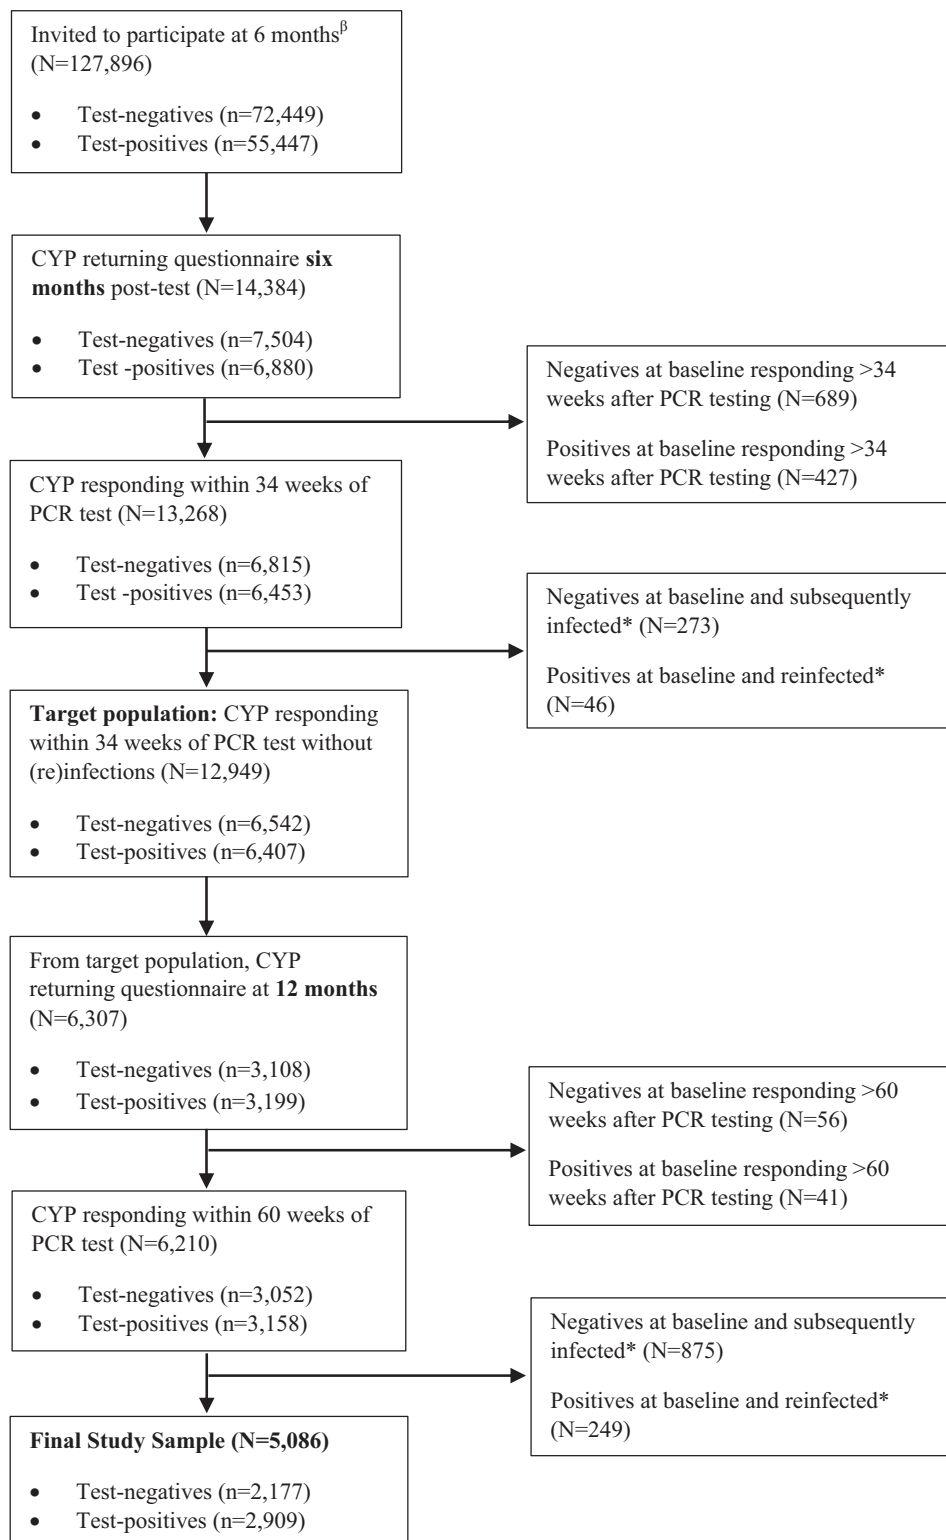 Invited to participate at 6 monthsᵝ
(N=127,896)
• Test-negatives (n=72,449)
• Test-positives (n=55,447)
CYP returning questionnaire six
months post-test (N=14,384)
• Test-negatives (n=7,504)
• Test -positives (n=6,880)
Negatives at baseline responding >34
weeks after PCR testing (N=689)
Positives at baseline responding >34
weeks after PCR testing (N=427)
CYP responding within 34 weeks of
PCR test (N=13,268)
• Test-negatives (n=6,815)
• Test -positives (n=6,453)
Negatives at baseline and subsequently
infected* (N=273)
Positives at baseline and reinfected*
(N=46)
Target population: CYP responding
within 34 weeks of PCR test without
(re)infections (N=12,949)
• Test-negatives (n=6,542)
• Test-positives (n=6,407)
From target population, CYP
returning questionnaire at 12 months
(N=6,307)
• Test-negatives (n=3,108)
• Test-positives (n=3,199)
Negatives at baseline responding >60
weeks after PCR testing (N=56)
Positives at baseline responding >60
weeks after PCR testing (N=41)
CYP responding within 60 weeks of
PCR test (N=6,210)
• Test-negatives (n=3,052)
• Test-positives (n=3,158)
Negatives at baseline and subsequently
infected* (N=875)
Positives at baseline and reinfected*
(N=249)
Final Study Sample (N=5,086)
• Test-negatives (n=2,177)
• Test-positives (n=2,909)